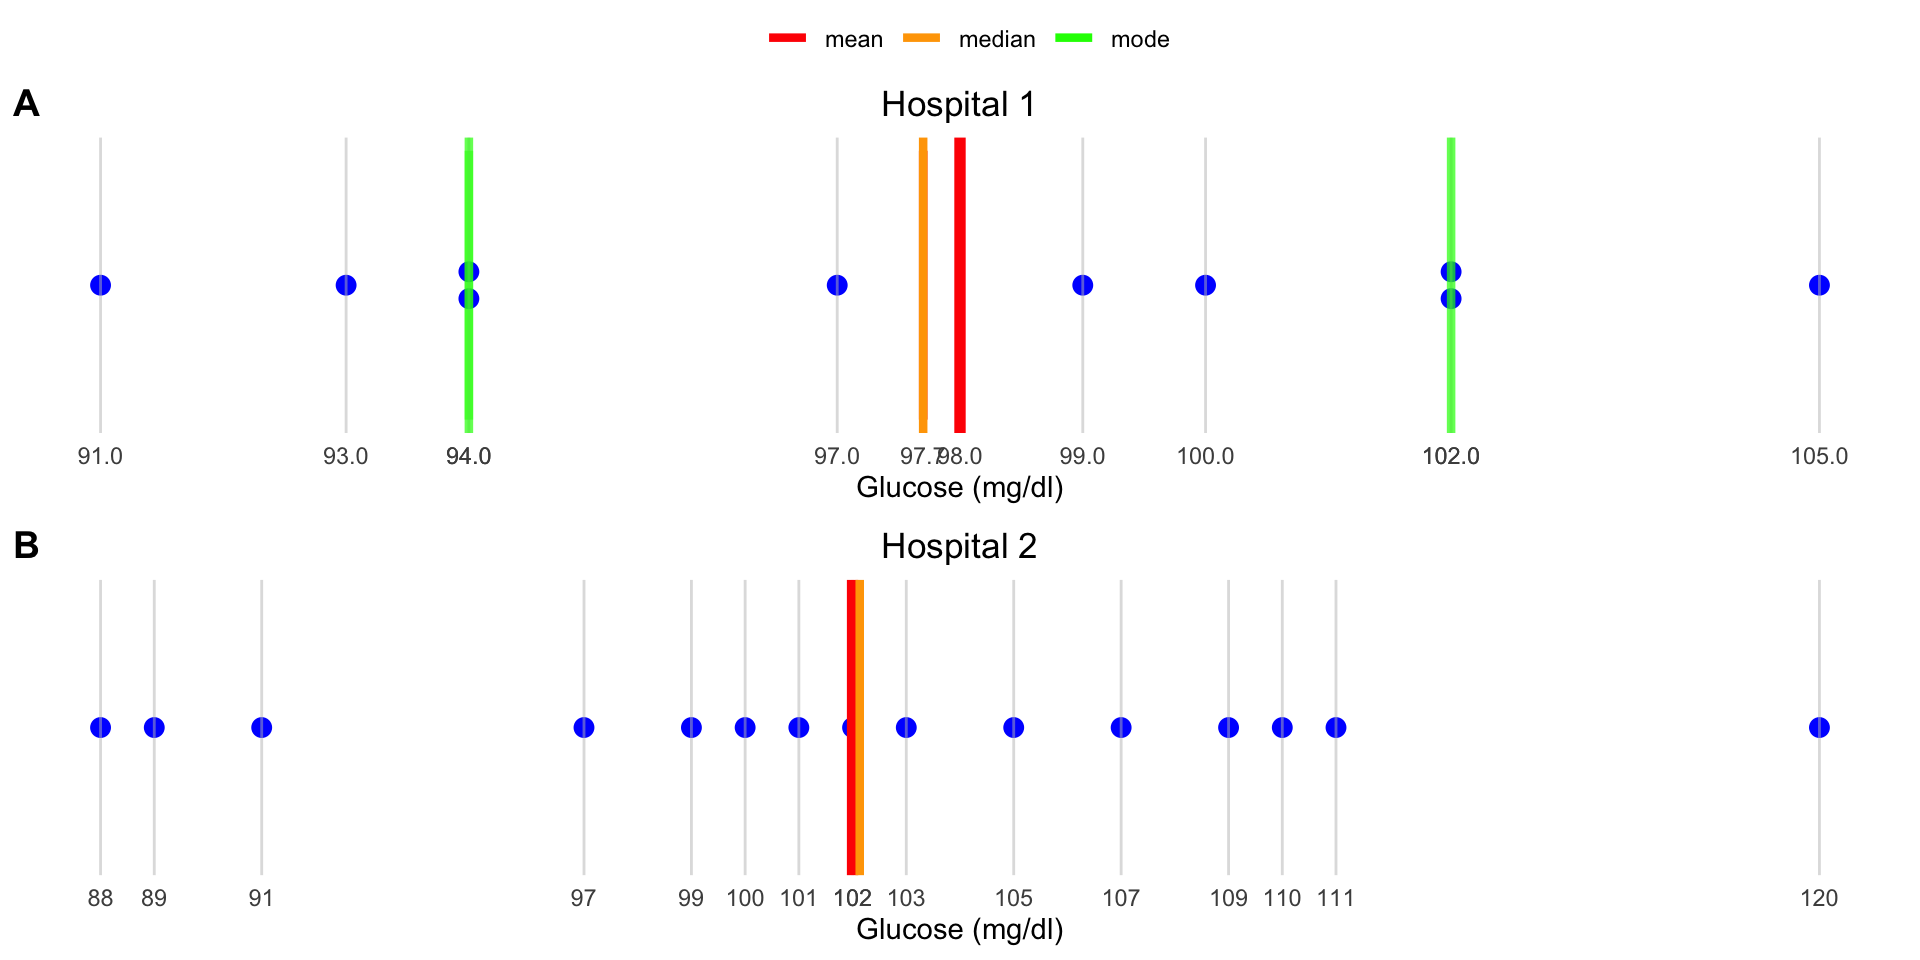 mean median mode
A
Hospital 1
91.0 93.0 94.0 97.0 97.7 98.0 99.0 100.0 102.0 105.0
Glucose (mg/dl)
B
Hospital 2
88 89 91 97 99 100 101 102 103 105 107 109 110 111 120
Glucose (mg/dl)